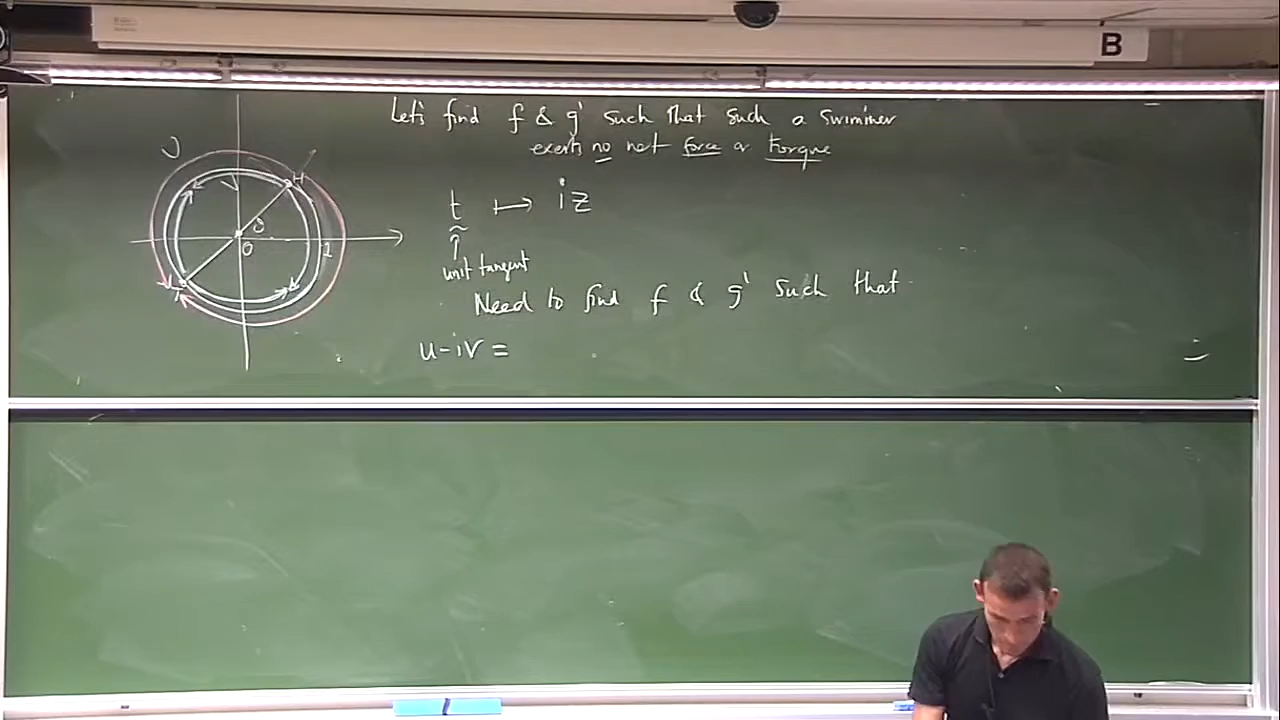 Let's find f & g' such that such a swimmer
exerts no net force or torque
t ↦ iz
unit tangent
Need to find f & g' such that
u-iv =
H
θ
0
1
T
B